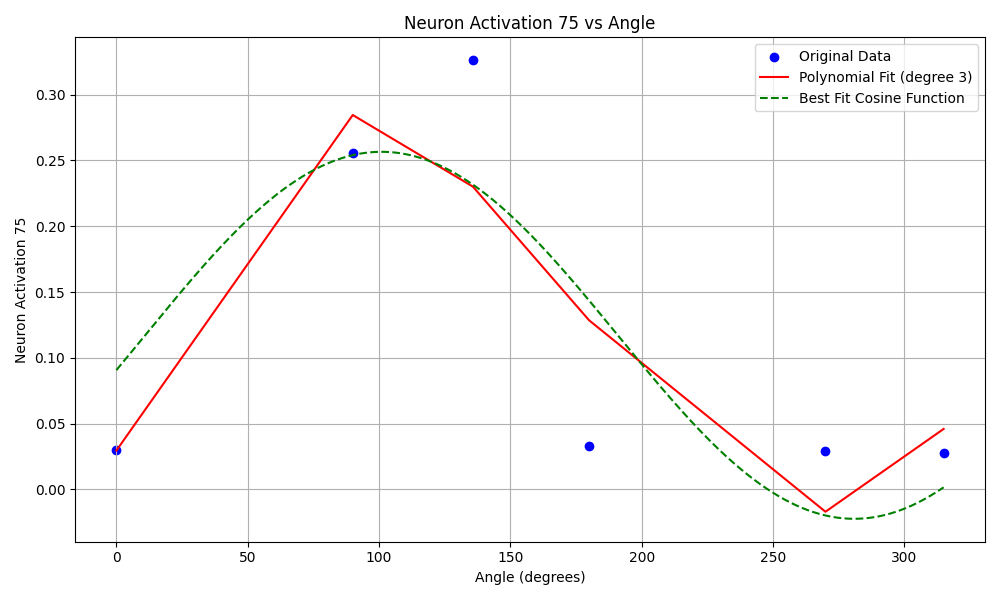 Neuron Activation 75 vs Angle
Original Data
Polynomial Fit (degree 3)
Best Fit Cosine Function
Neuron Activation 75
0.30
0.25
0.20
0.15
0.10
0.05
0.00
0 50 100 150 200 250 300
Angle (degrees)